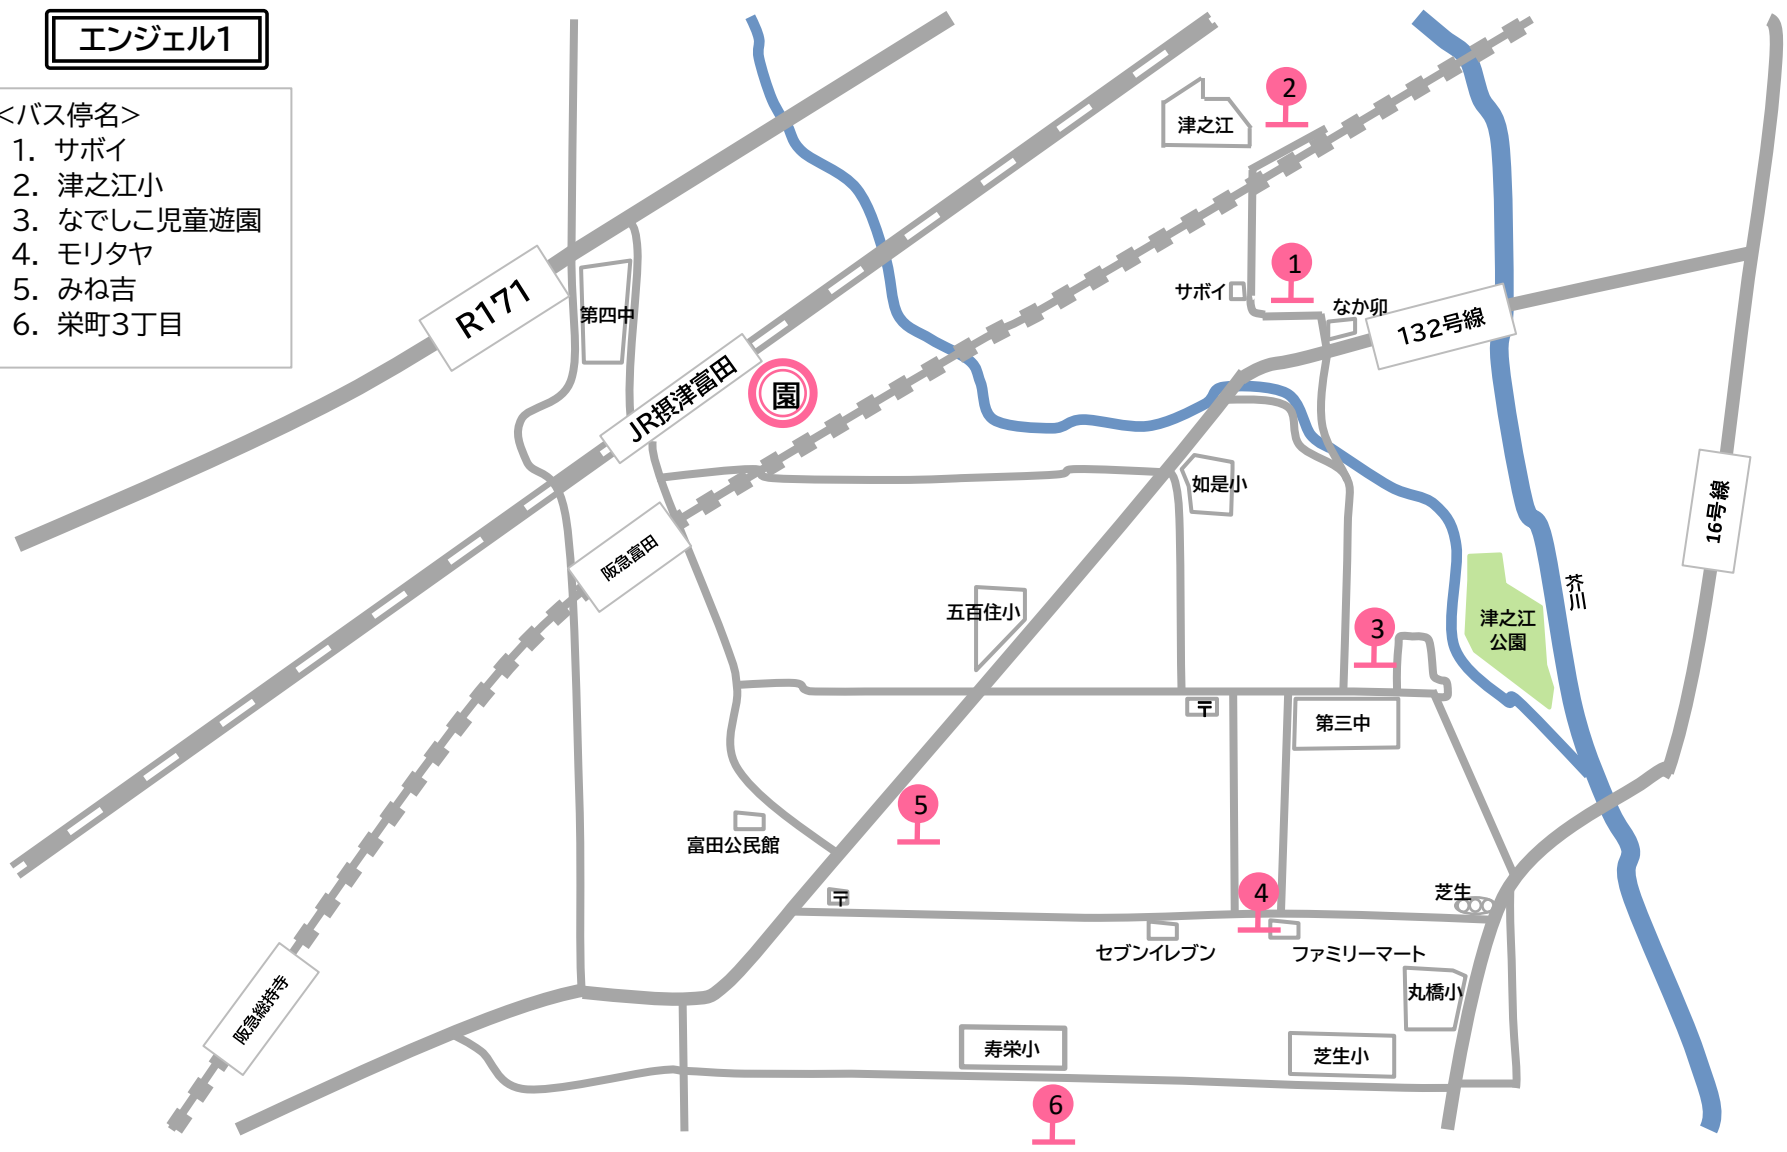 エンジェル1
<バス停名>
1. サボイ
2. 津之江小
3. なでしこ児童遊園
4. モリタヤ
5. みね吉
6. 栄町3丁目
2
津之江
1
サボイ
なか卯
132号線
R171
第四中
JR摂津富田
園
16号線
如是小
阪急富田
五百住小
3
津之江
公園
芥川
〒
第三中
5
富田公民館
〒
4
芝生
セブンイレブン
ファミリーマート
丸橋小
阪急総持寺
寿栄小
芝生小
6